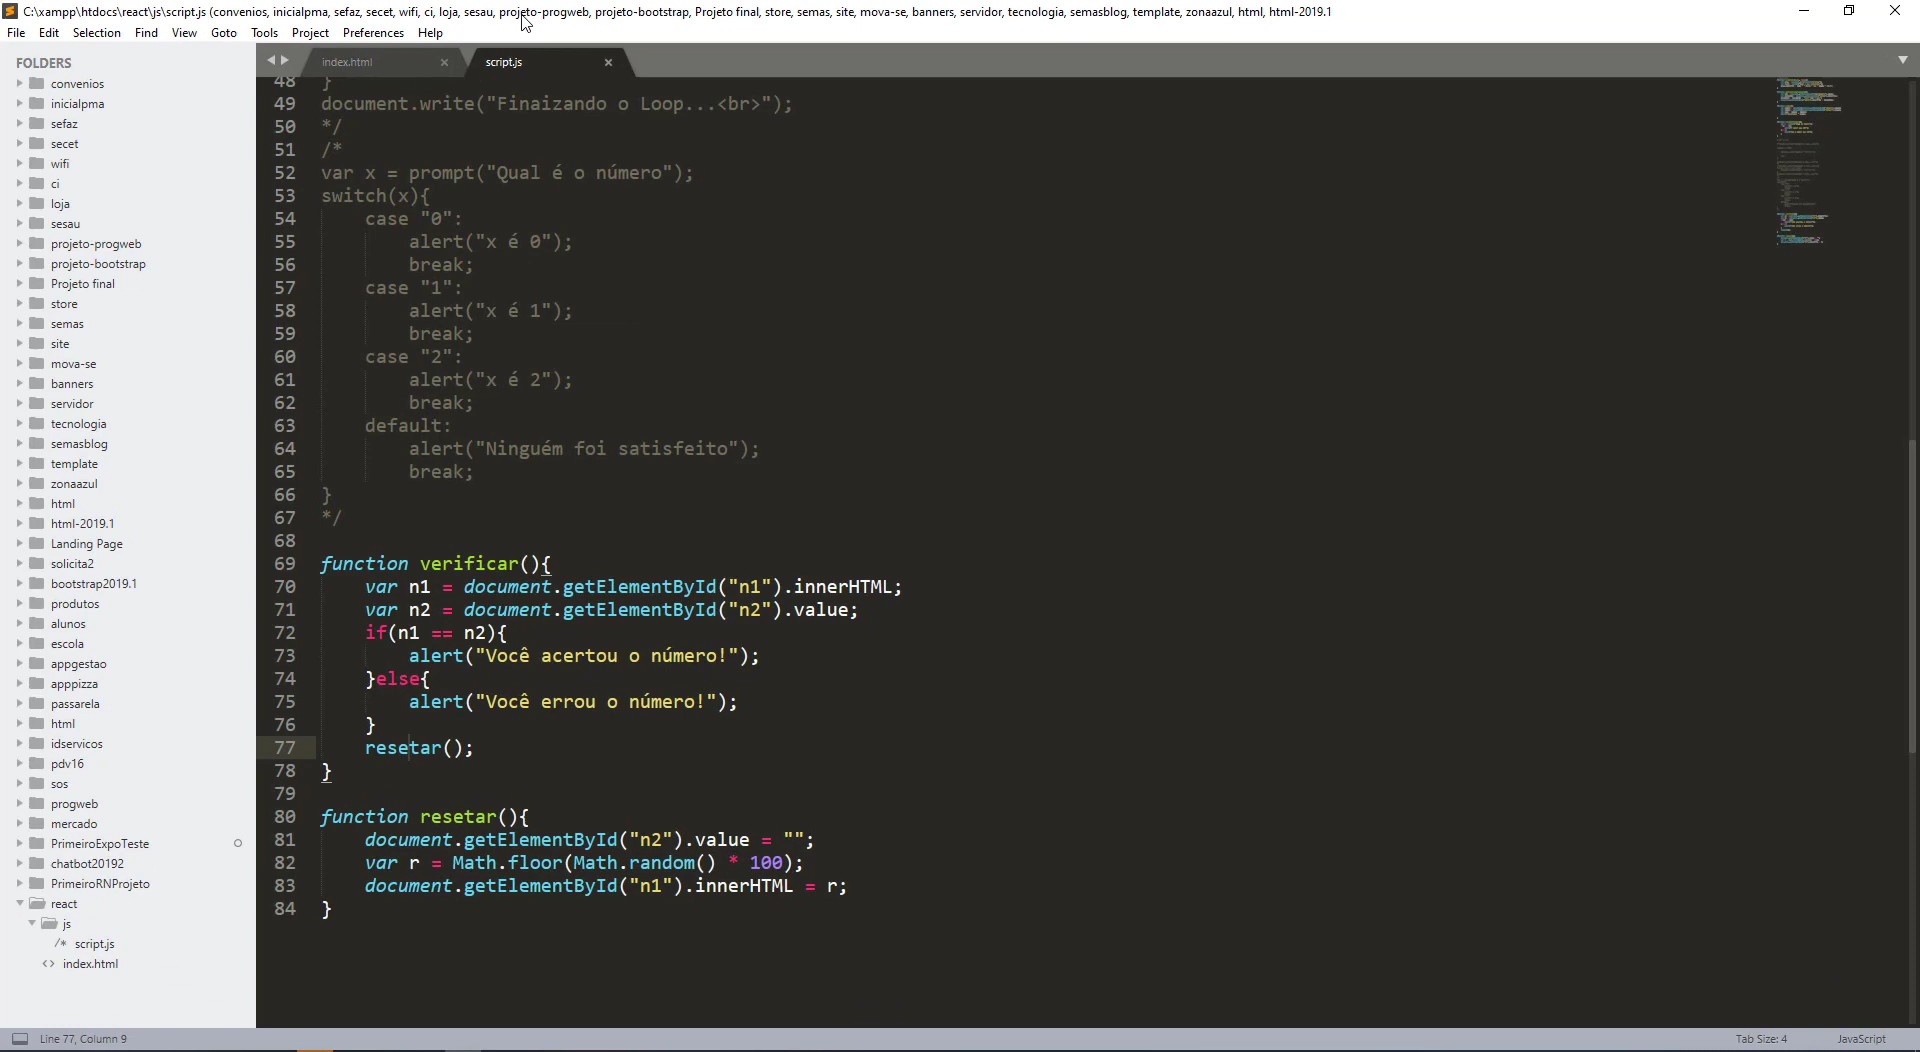 C:\xampp\htdocs\react\js\script.js (convenios, inicialpma, sefaz, secet, wifi, ci, loja, sesau, projeto-progweb, projeto-bootstrap, Projeto final, store, semas, site, mova-se, banners, servidor, tecnologia, semasblog, template, zonaazul, html, html-2019.1
File Edit Selection Find View Goto Tools Project Preferences Help
FOLDERS
convenios
inicialpma
sefaz
secet
wifi
ci
loja
sesau
projeto-progweb
projeto-bootstrap
Projeto final
store
semas
site
mova-se
banners
servidor
tecnologia
semasblog
template
zonaazul
html
html-2019.1
Landing Page
solicita2
bootstrap2019.1
produtos
alunos
escola
appgestao
apppizza
passarela
html
idservicos
pdv16
sos
progweb
mercado
PrimeiroExpoTeste
chatbot20192
PrimeiroRNProjeto
react
js
/* script.js
<> index.html
index.html × script.js ×
48 }
49 document.write("Finaizando o Loop...<br>");
50 */
51 /*
52 var x = prompt("Qual é o número");
53 switch(x){
54     case "0":
55         alert("x é 0");
56         break;
57     case "1":
58         alert("x é 1");
59         break;
60     case "2":
61         alert("x é 2");
62         break;
63     default:
64         alert("Ninguém foi satisfeito");
65         break;
66 }
67 */
68
69 function verificar(){
70     var n1 = document.getElementById("n1").innerHTML;
71     var n2 = document.getElementById("n2").value;
72     if(n1 == n2){
73         alert("Você acertou o número!");
74     }else{
75         alert("Você errou o número!");
76     }
77     resetar();
78 }
79
80 function resetar(){
81     document.getElementById("n2").value = "";
82     var r = Math.floor(Math.random() * 100);
83     document.getElementById("n1").innerHTML = r;
84 }
Line 77, Column 9
Tab Size: 4 JavaScript